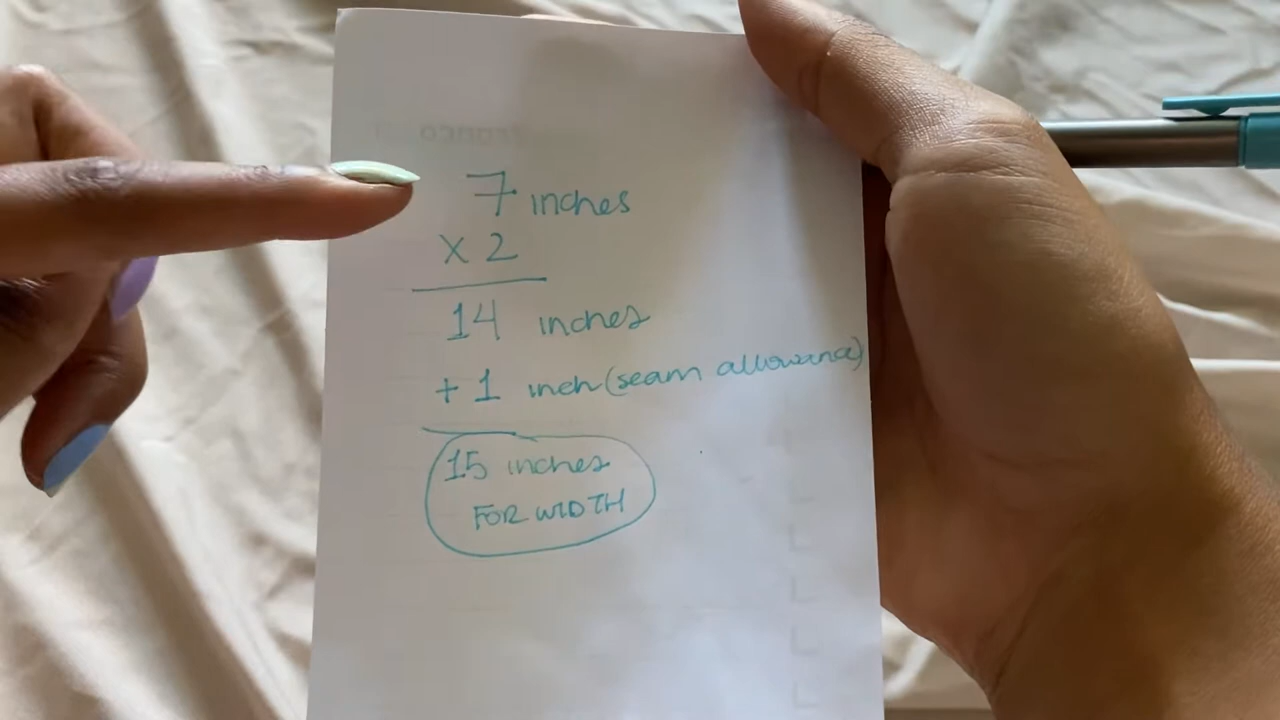 7 inches
x 2
14 inches
+ 1 inch (seam allowance)
15 inches
FOR WIDTH